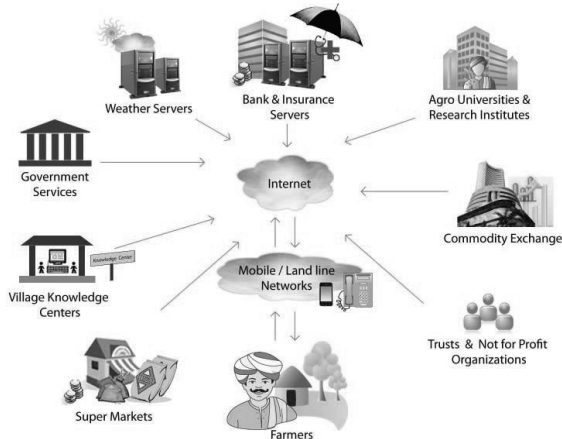 Weather Servers
Bank & Insurance
Servers
Agro Universities &
Research Institutes
Government
Services
Internet
Commodity Exchange
Knowledge Center
Village Knowledge
Centers
Mobile / Land line
Networks
Trusts & Not for Profit
Organizations
Super Markets
Farmers